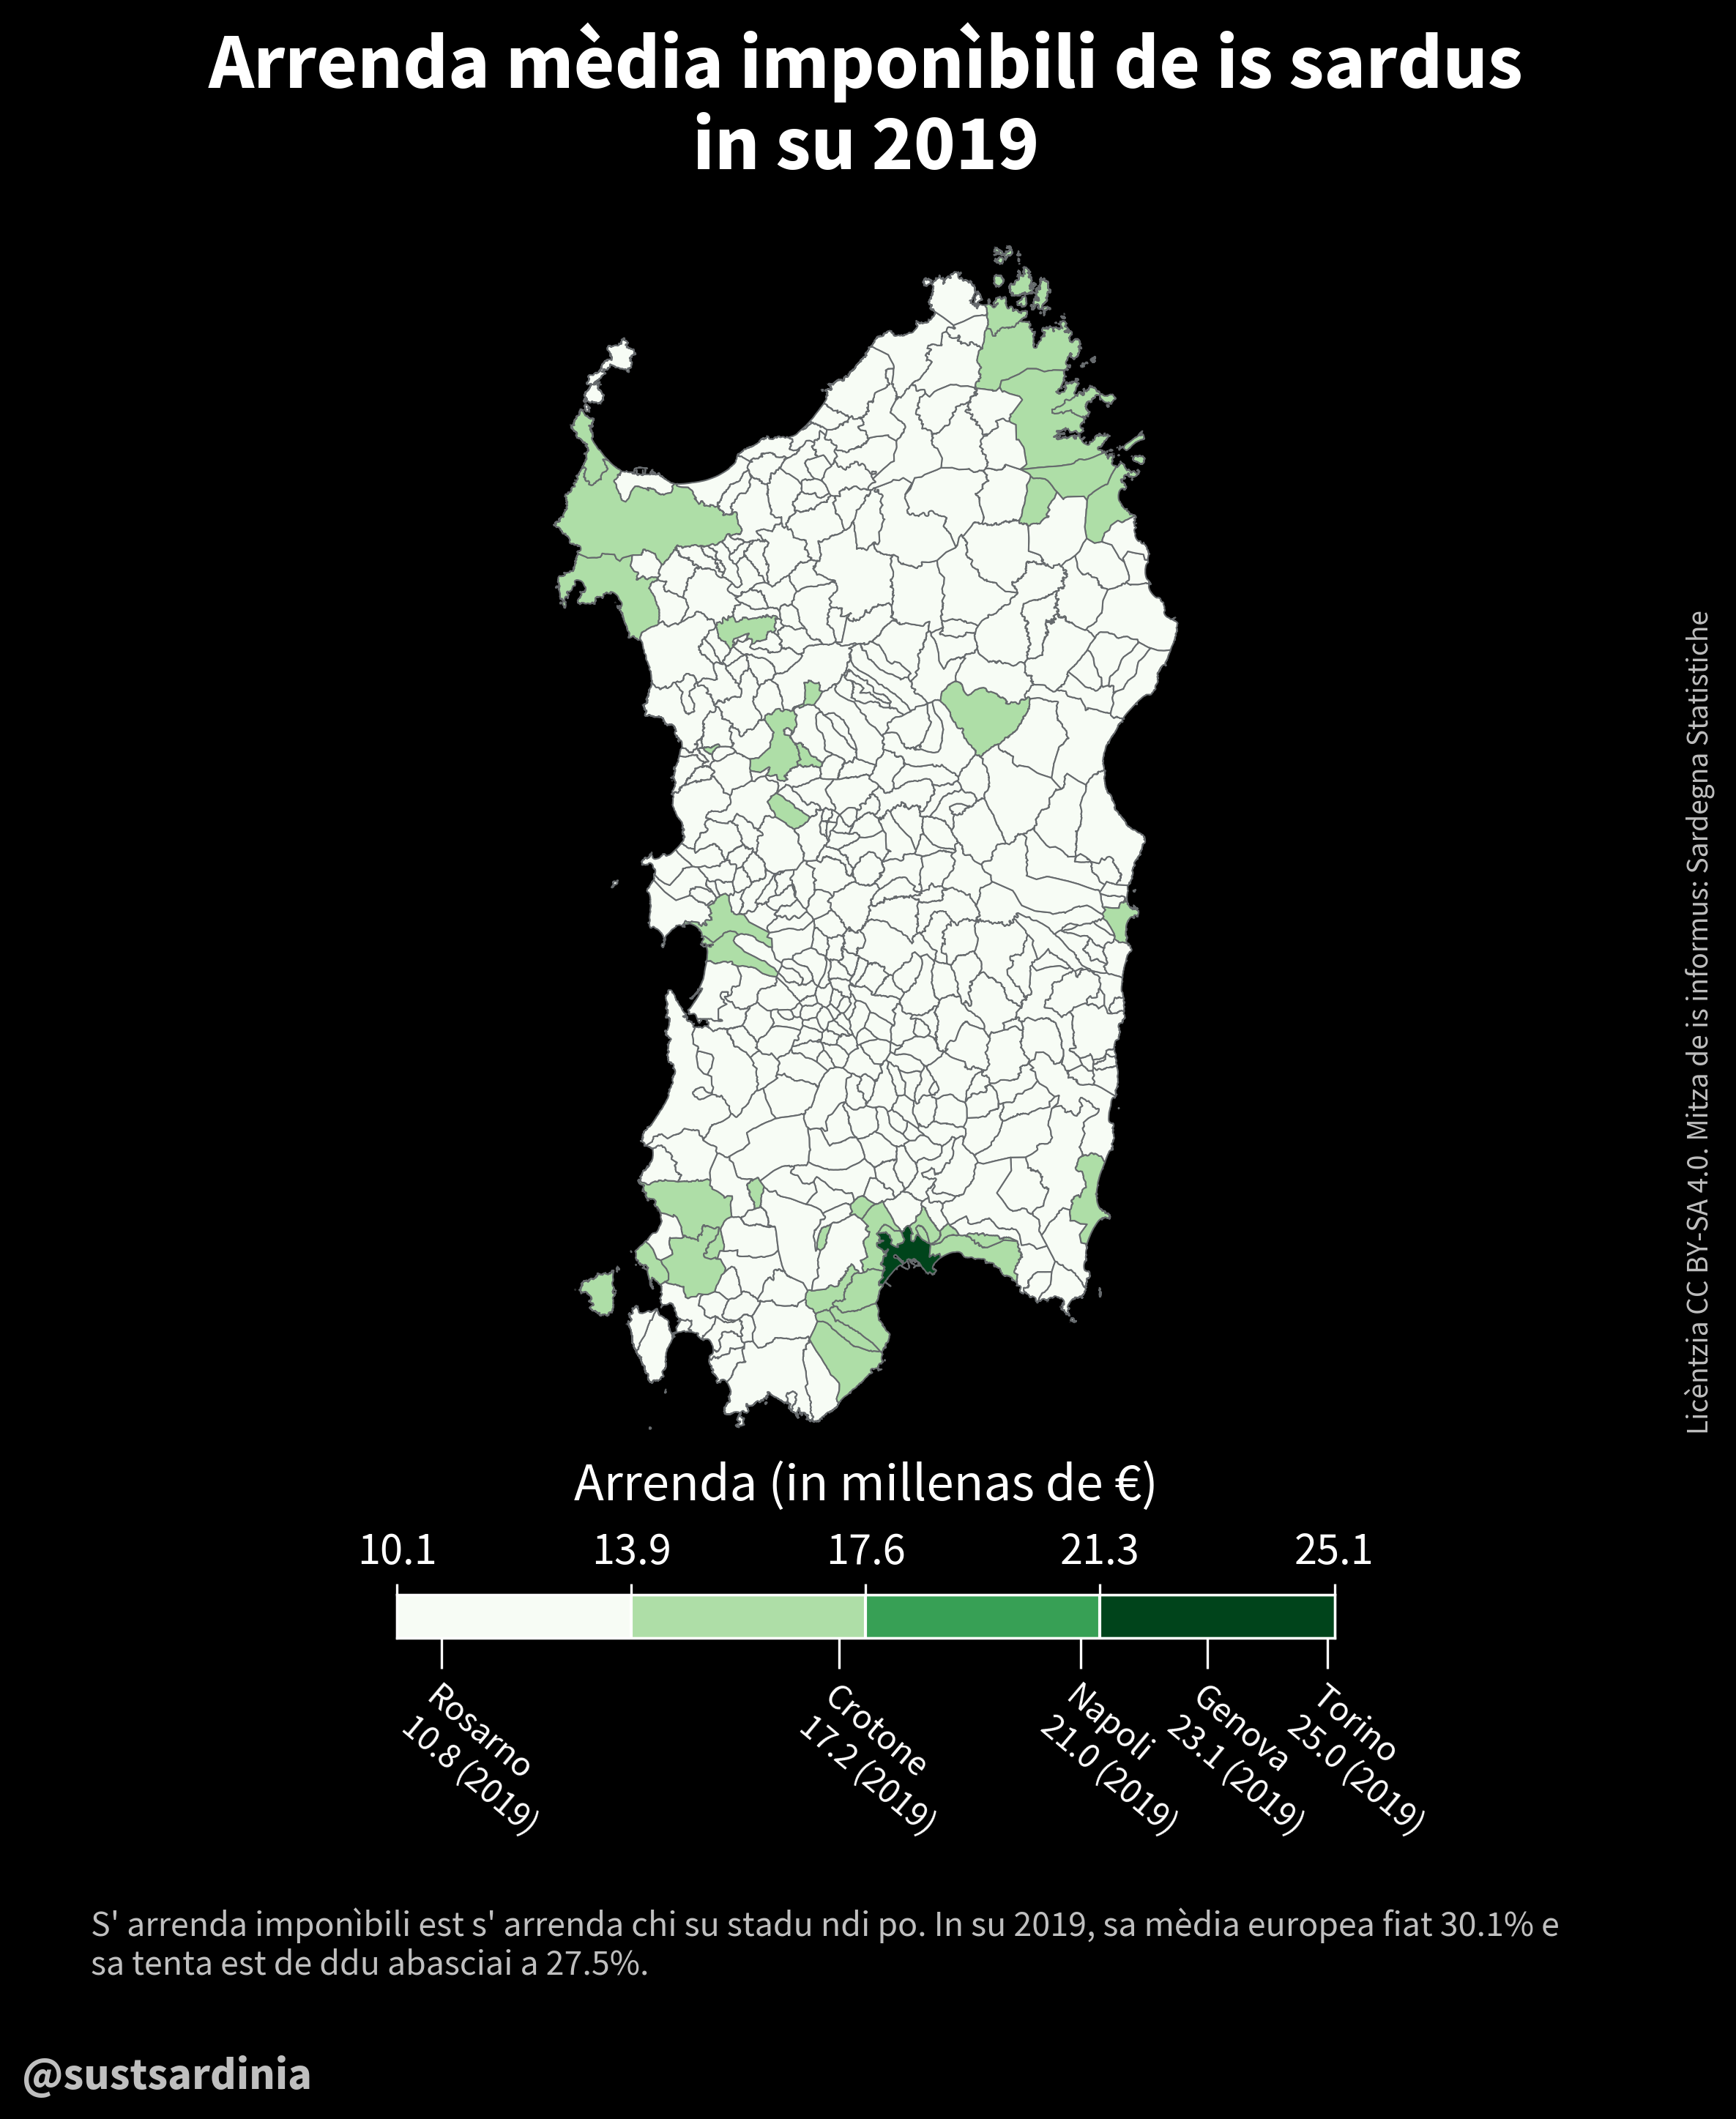 Arrenda mèdia imponìbili de is sardus
in su 2019
Licèntzia CC BY-SA 4.0. Mitza de is informus: Sardegna Statistiche
Arrenda (in millenas de €)
10.1 13.9 17.6 21.3 25.1
Rosarno
10.8 (2019)
Crotone
17.2 (2019)
Napoli
21.0 (2019)
Genova
23.1 (2019)
Torino
25.0 (2019)
S' arrenda imponìbili est s' arrenda chi su stadu ndi po. In su 2019, sa mèdia europea fiat 30.1% e
sa tenta est de ddu abasciai a 27.5%.
@sustsardinia